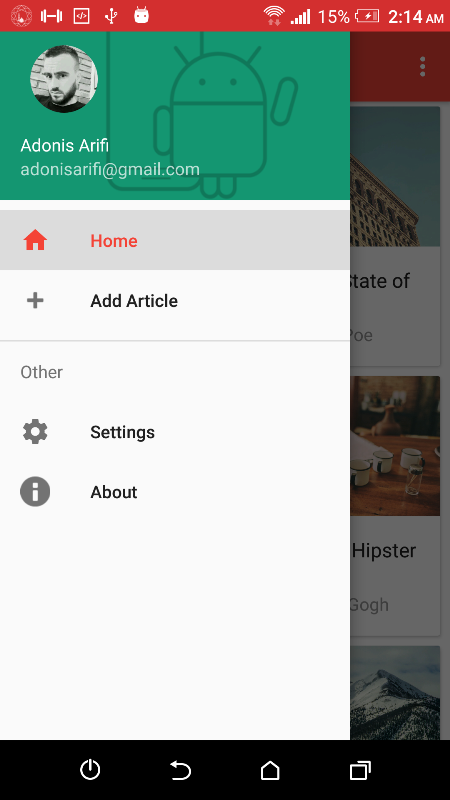 15% 2:14 AM
Adonis Arifi
adonisarifi@gmail.com
Home
Add Article
Other
Settings
About
State of
Poe
Hipster
Gogh